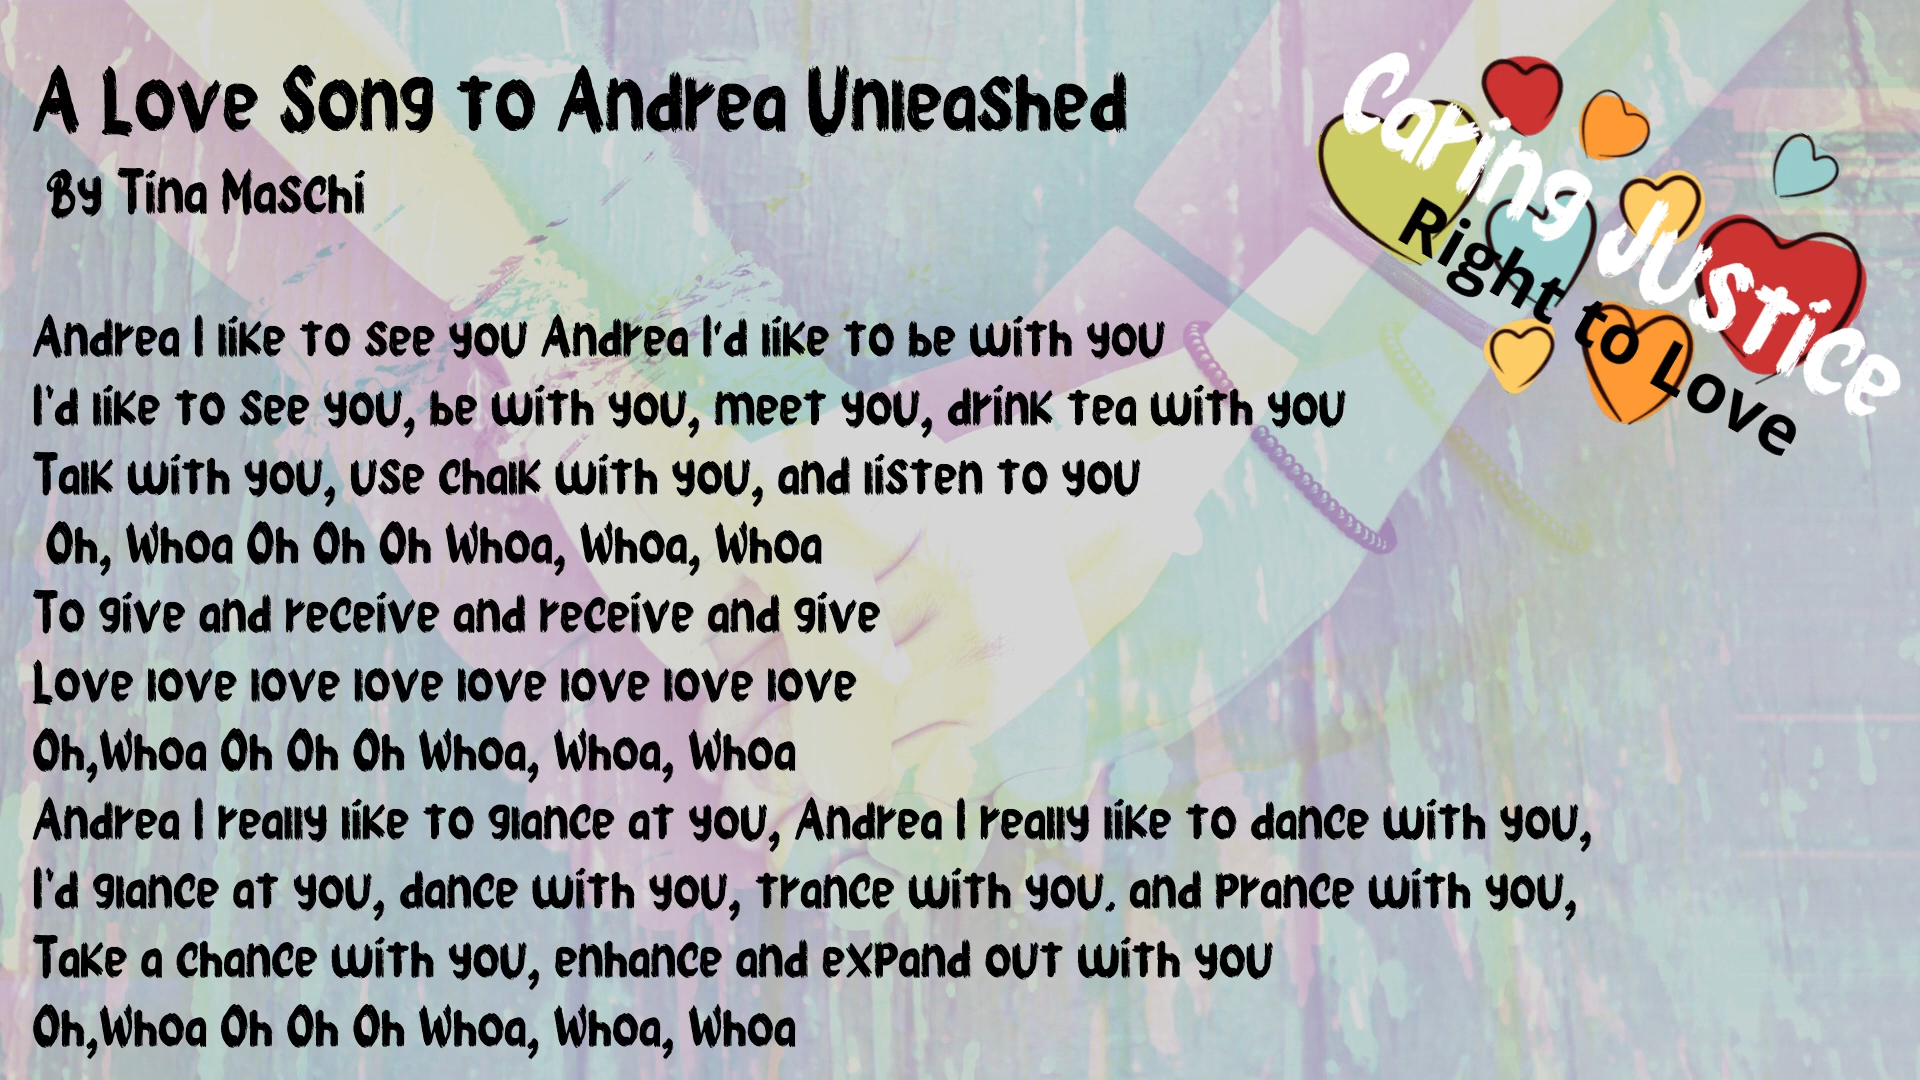 A Love Song to Andrea Unleashed
By Tina Maschi
Caring Justice
Right to Love
Andrea I like to see you Andrea I'd like to be with you
I'd like to see you, be with you, meet you, drink tea with you
Talk with you, use chalk with you, and listen to you
Oh, Whoa Oh Oh Oh Whoa, Whoa, Whoa
To give and receive and receive and give
Love love love love love love love love
Oh,Whoa Oh Oh Oh Whoa, Whoa, Whoa
Andrea I really like to glance at you, Andrea I really like to dance with you,
I'd glance at you, dance with you, trance with you. and prance with you,
Take a chance with you, enhance and expand out with you
Oh,Whoa Oh Oh Oh Whoa, Whoa, Whoa